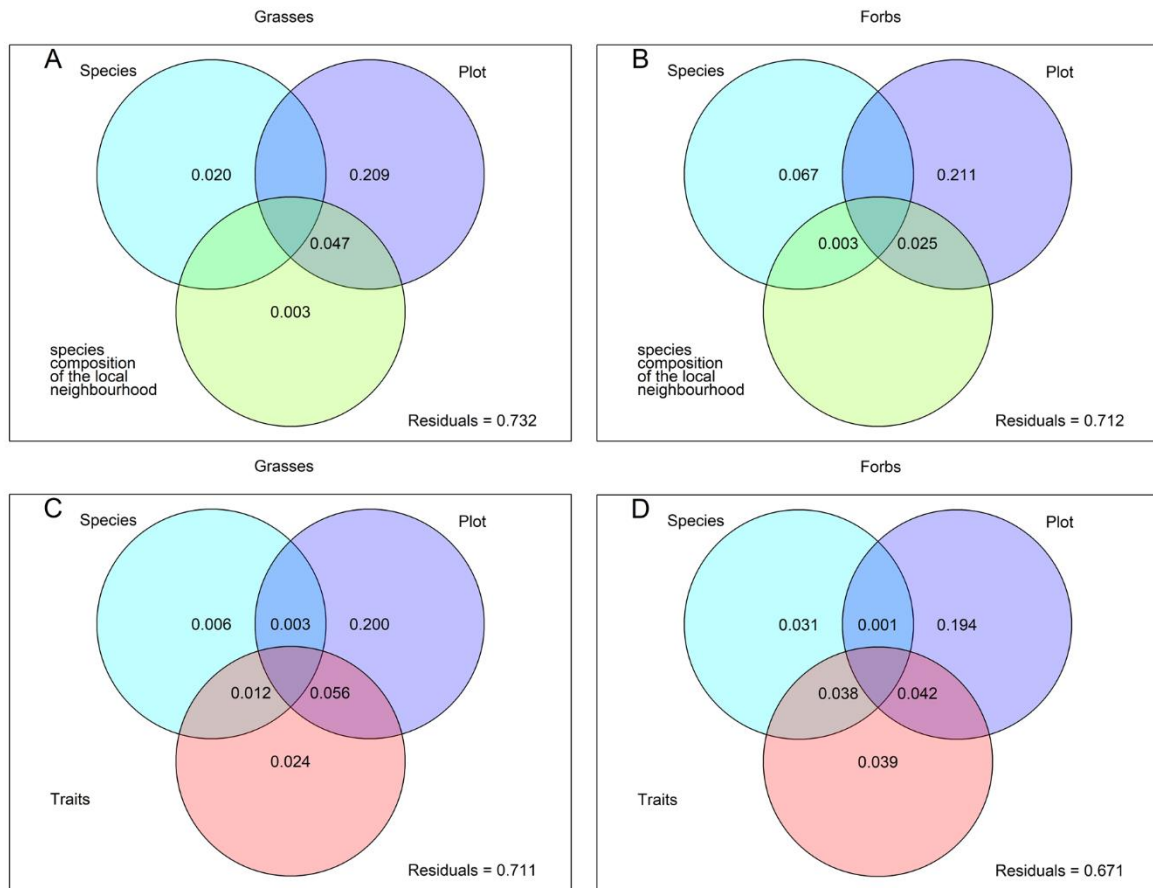 Grasses
Forbs
A
Species
Plot
0.020
0.209
0.047
0.003
species
composition
of the local
neighbourhood
Residuals = 0.732
B
Species
Plot
0.067
0.211
0.003
0.025
species
composition
of the local
neighbourhood
Residuals = 0.712
Grasses
Forbs
C
Species
Plot
0.006
0.003
0.200
0.012
0.056
0.024
Traits
Residuals = 0.711
D
Species
Plot
0.031
0.001
0.194
0.038
0.042
0.039
Traits
Residuals = 0.671